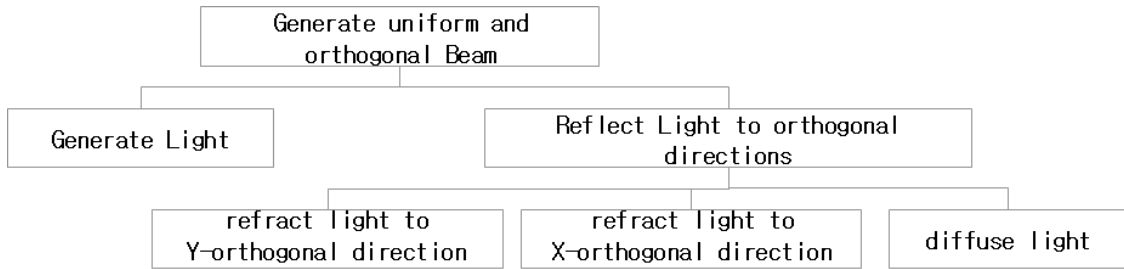 Generate uniform and
orthogonal Beam
Generate Light
Reflect Light to orthogonal
directions
refract light to
Y-orthogonal direction
refract light to
X-orthogonal direction
diffuse light